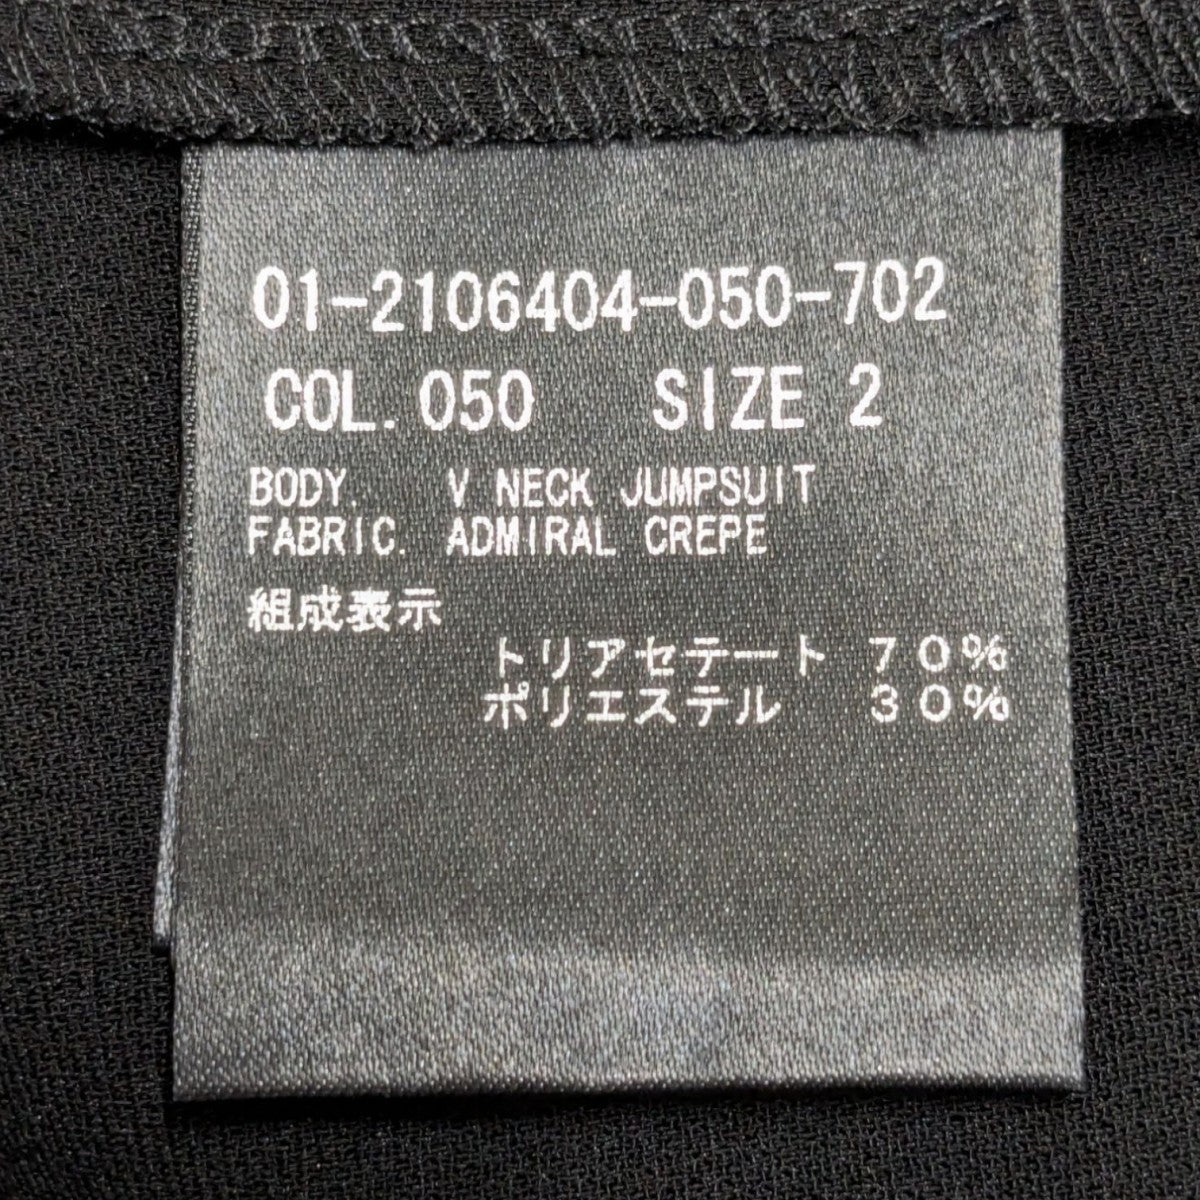 01-2106404-050-702
COL.050 SIZE 2
BODY. V NECK JUMPSUIT
FABRIC. ADMIRAL CREPE
組成表示
トリアセテート 70%
ポリエステル 30%